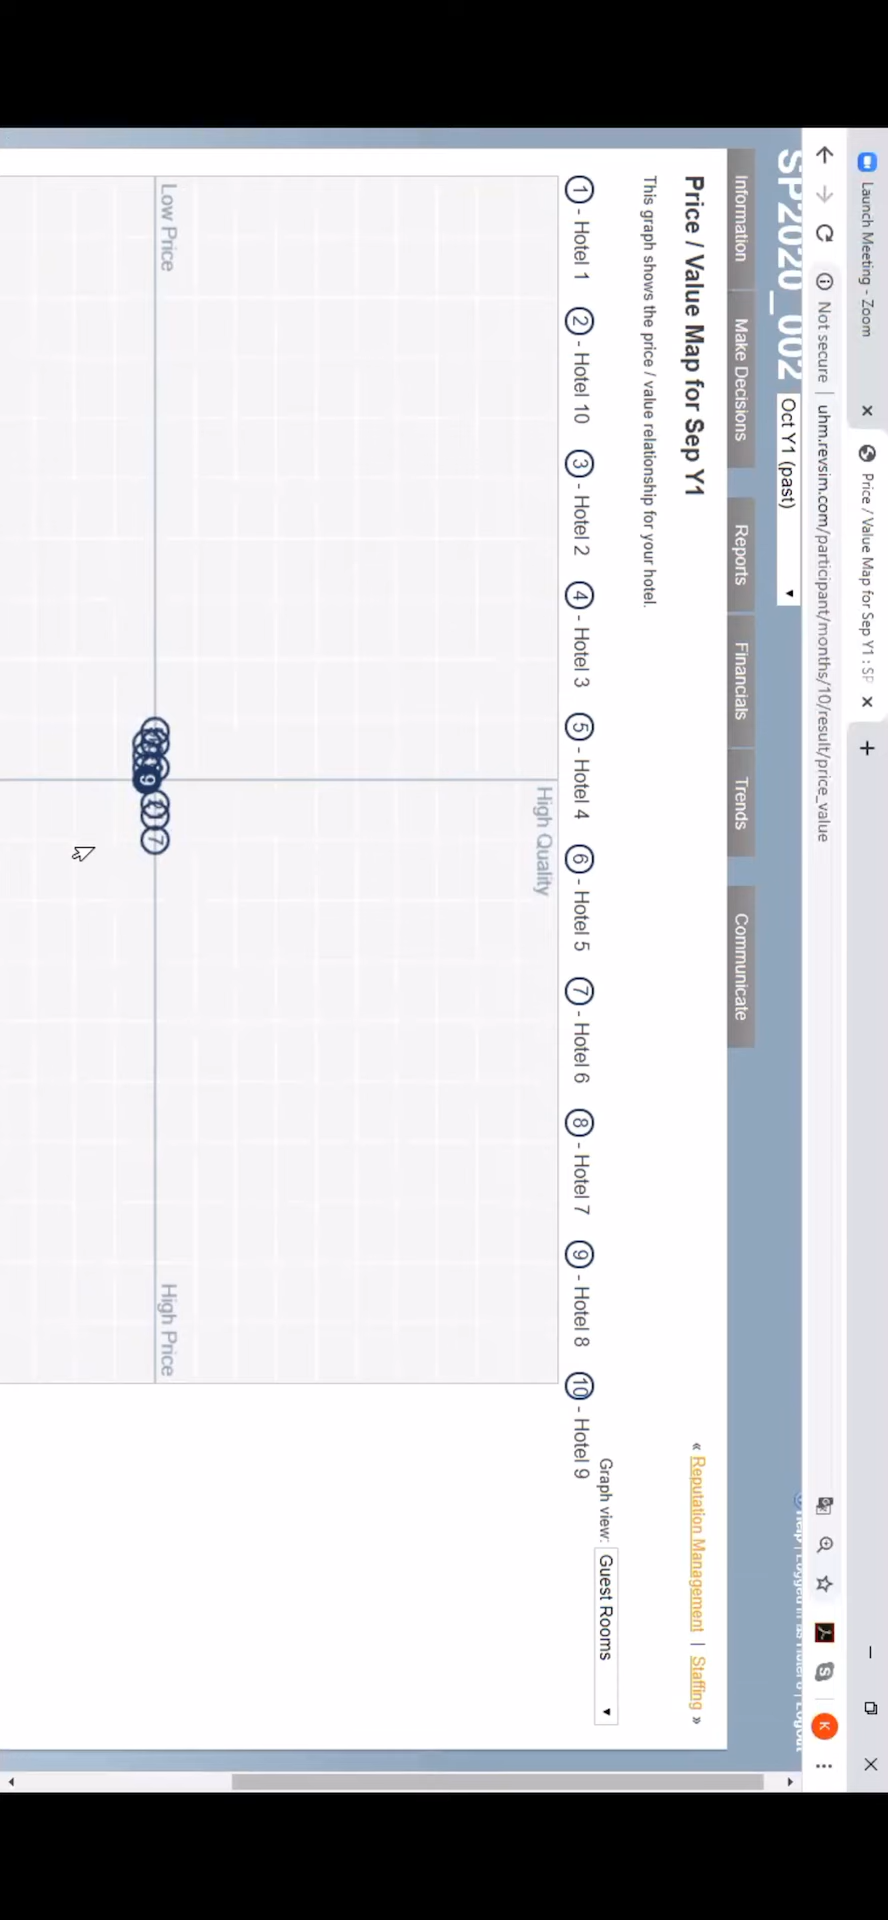 Launch Meeting - Zoom
Price / Value Map for Sep Y1 : SP
Not secure | uhm.revsim.com/participant/months/10/result/price_value
K
SP2020_002
Oct Y1 (past)
Information
Make Decisions
Reports
Financials
Trends
Communicate
Price / Value Map for Sep Y1
« Reputation Management | Staffing »
This graph shows the price / value relationship for your hotel.
Graph view: Guest Rooms
1 - Hotel 1
2 - Hotel 10
3 - Hotel 2
4 - Hotel 3
5 - Hotel 4
6 - Hotel 5
7 - Hotel 6
8 - Hotel 7
9 - Hotel 8
10 - Hotel 9
High Quality
Low Price
High Price
9
7